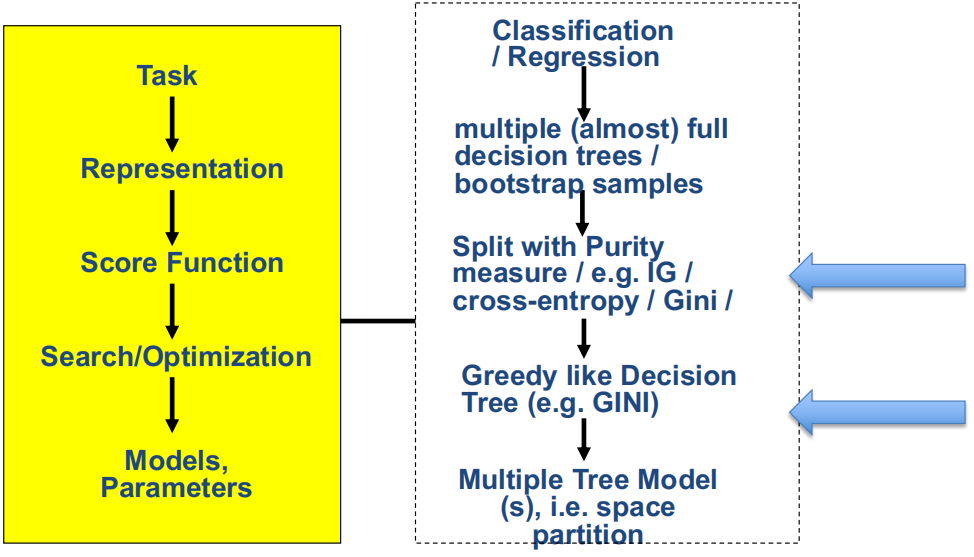 Task
Representation
Score Function
Search/Optimization
Models,
Parameters
Classification
/ Regression
multiple (almost) full
decision trees /
bootstrap samples
Split with Purity
measure / e.g. IG /
cross-entropy / Gini /
Greedy like Decision
Tree (e.g. GINI)
Multiple Tree Model
(s), i.e. space
partition